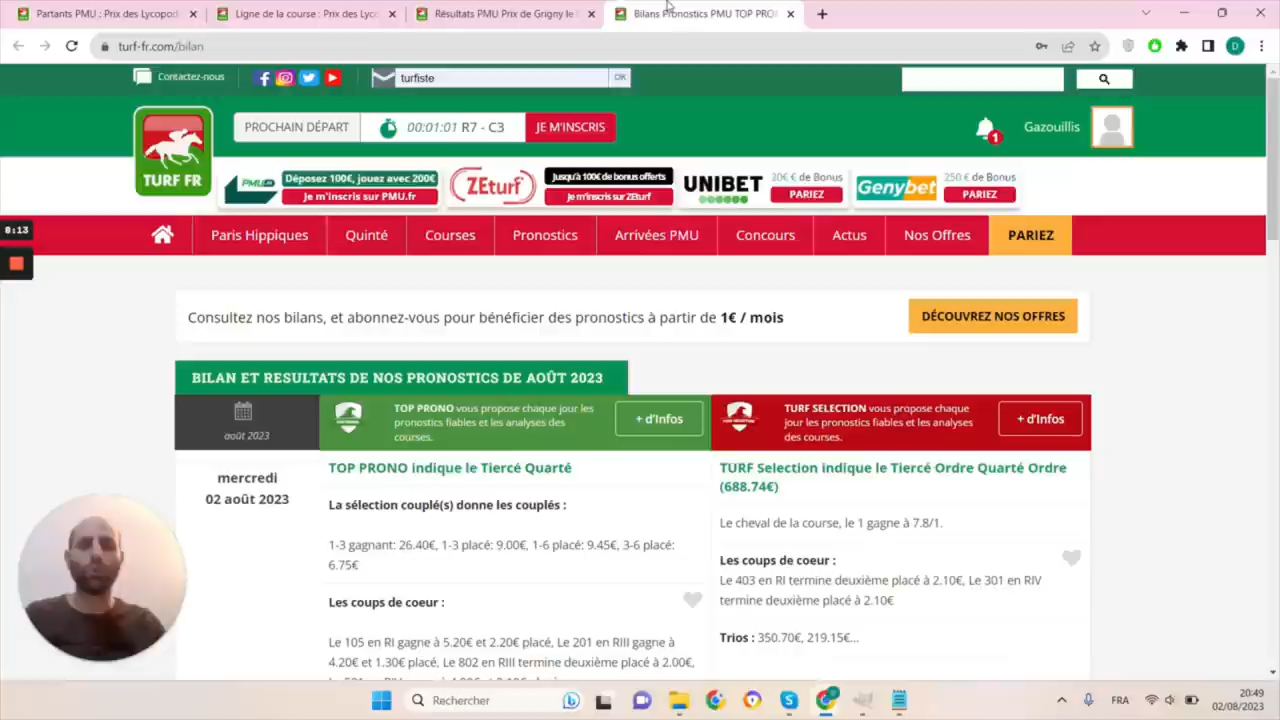 Partants PMU : Prix des Lycopod
Ligne de la course : Prix des Lyco
Résultats PMU Prix de Grigny le
Bilans Pronostics PMU TOP PRO
turf-fr.com/bilan
Contactez-nous
turfiste
OK
PROCHAIN DÉPART
00:01:01 R7 - C3
JE M'INSCRIS
1
Gazouillis
TURF FR
PMU
Déposez 100€, jouez avec 200€
Je m'inscris sur PMU.fr
ZEturf
Jusqu'à 100€ de bonus offerts
Je m'inscris sur ZEturf
UNIBET
€ de Bonus
PARIEZ
Genybet
250 € de Bonus
PARIEZ
0:13
Paris Hippiques
Quinté
Courses
Pronostics
Arrivées PMU
Concours
Actus
Nos Offres
PARIEZ
Consultez nos bilans, et abonnez-vous pour bénéficier des pronostics à partir de 1€ / mois
DÉCOUVREZ NOS OFFRES
BILAN ET RESULTATS DE NOS PRONOSTICS DE AOÛT 2023
août 2023
TOP PRONO vous propose chaque jour les
pronostics fiables et les analyses des
courses.
+ d'Infos
TURF SELECTION vous propose chaque
jour les pronostics fiables et les analyses
des courses.
+ d'Infos
mercredi
02 août 2023
TOP PRONO indique le Tiercé Quarté
La sélection couplé(s) donne les couplés :
1-3 gagnant: 26.40€, 1-3 placé: 9.00€, 1-6 placé: 9.45€, 3-6 placé:
6.75€
Les coups de coeur :
Le 105 en RI gagne à 5.20€ et 2.20€ placé, Le 201 en RIII gagne à
4.20€ et 1.30€ placé, Le 802 en RIII termine deuxième placé à 2.00€,
TURF Selection indique le Tiercé Ordre Quarté Ordre
(688.74€)
Le cheval de la course, le 1 gagne à 7.8/1.
Les coups de coeur :
Le 403 en RI termine deuxième placé à 2.10€, Le 301 en RIV
termine deuxième placé à 2.10€
Trios : 350.70€, 219.15€...
Rechercher
FRA
20:49
02/08/2023